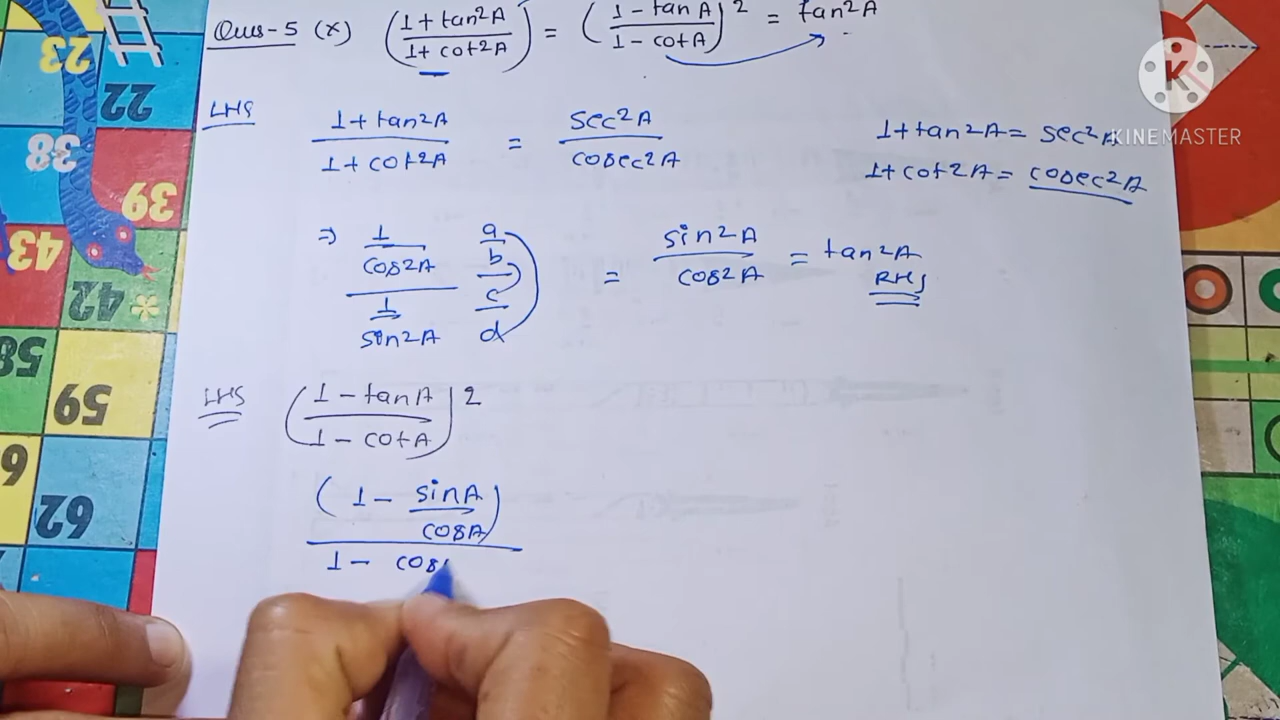 Qus-5 (x) (1+tan2A / 1+cot2A) = (1-tanA / 1-cotA)2 = tan2A
LHS 1+tan2A / 1+cot2A = sec2A / cosec2A
1+tan2A = sec2A
1+cot2A = cosec2A
⇒ 1/cos2A / 1/sin2A a b c d = sin2A / cos2A = tan2A
RHS
LHS (1-tanA / 1-cotA)2
(1 - sinA / cosA)
1 - cos
K
KINEMASTER
23
22
38
39
43
42
58
59
6
62